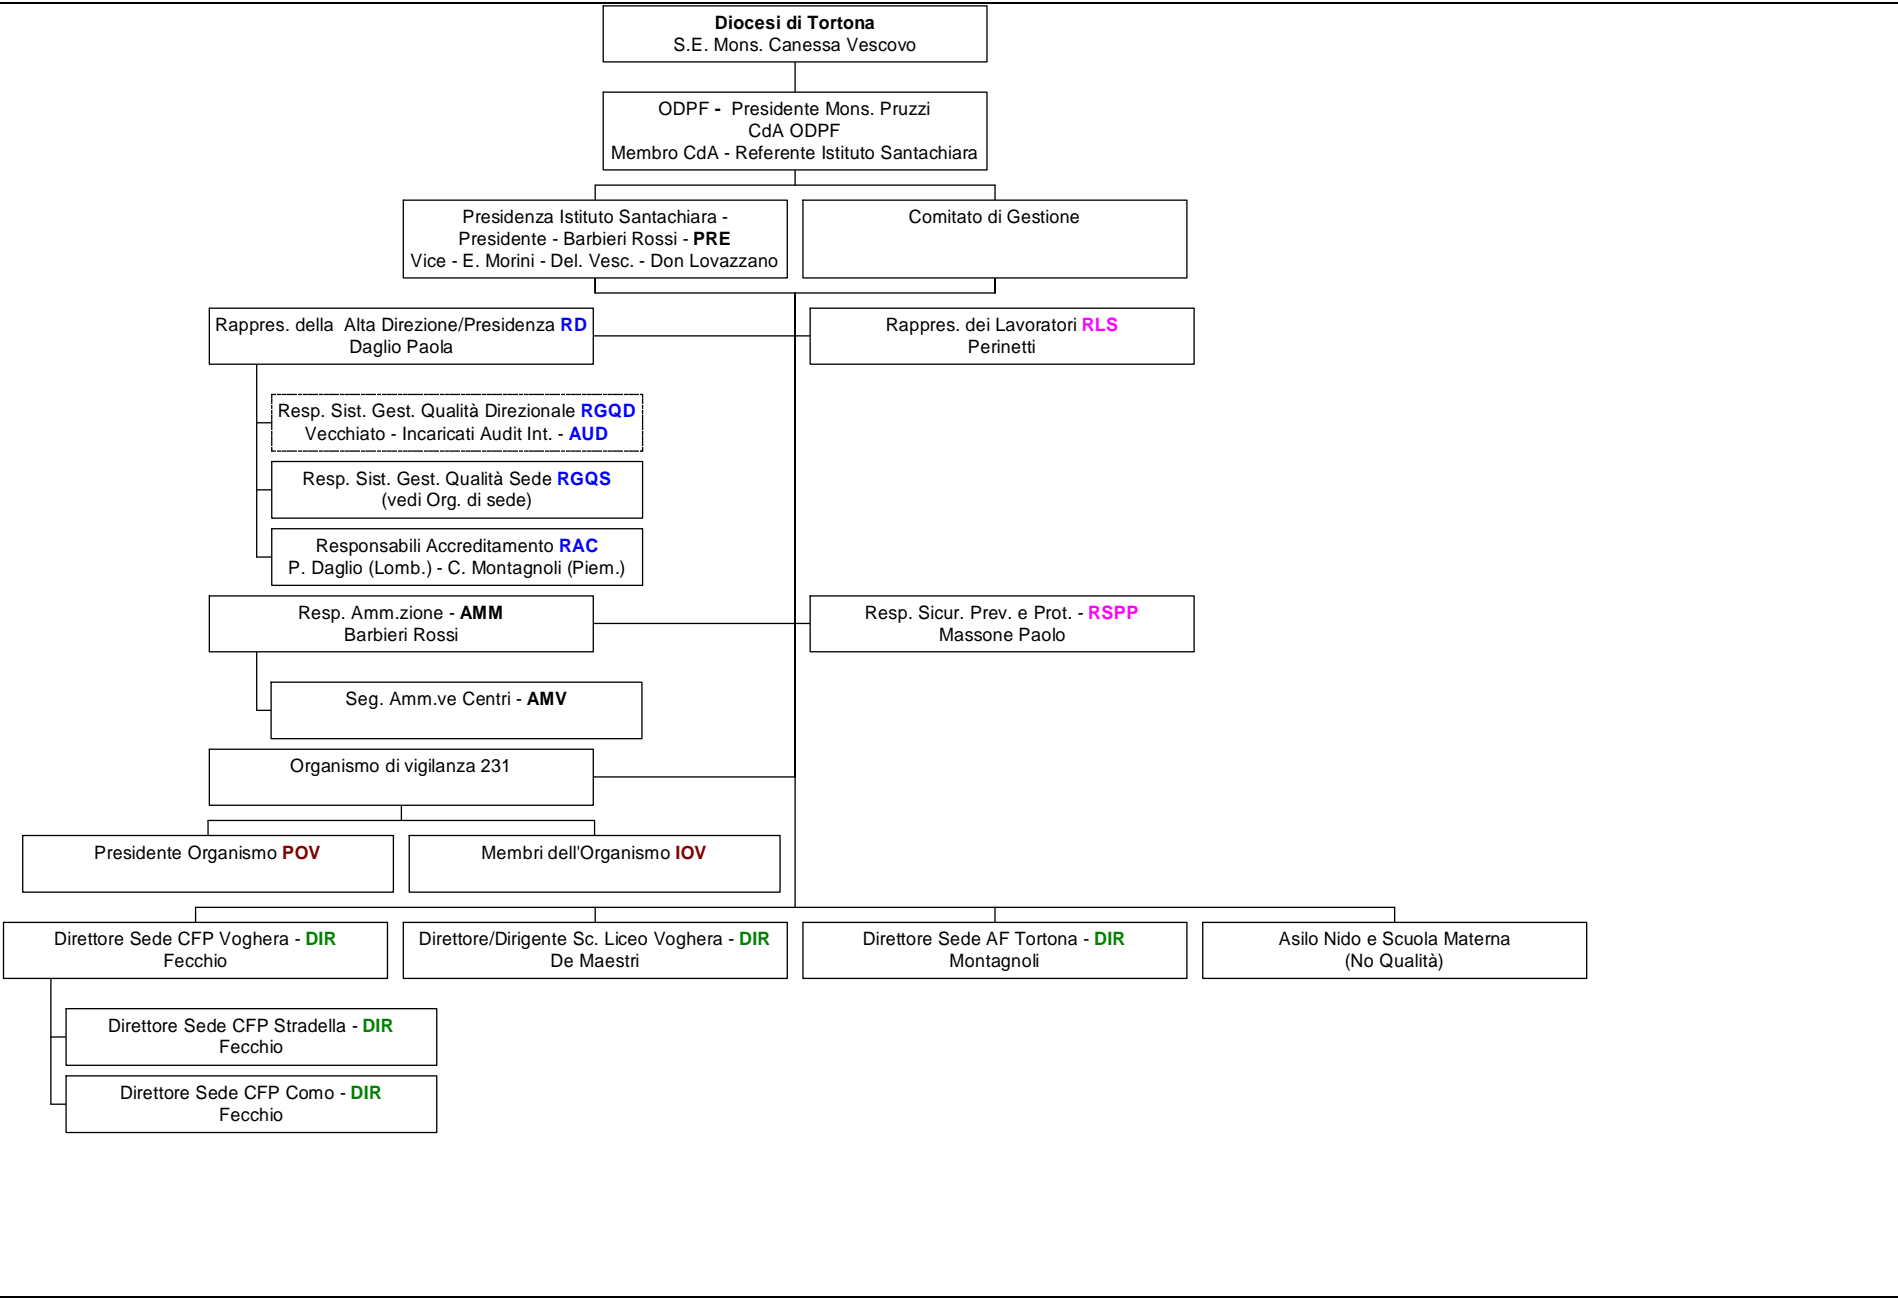 Diocesi di Tortona
S.E. Mons. Canessa Vescovo
ODPF - Presidente Mons. Pruzzi
CdA ODPF
Membro CdA - Referente Istituto Santachiara
Presidenza Istituto Santachiara -
Presidente - Barbieri Rossi - PRE
Vice - E. Morini - Del. Vesc. - Don Lovazzano
Comitato di Gestione
Rappres. della Alta Direzione/Presidenza RD
Daglio Paola
Rappres. dei Lavoratori RLS
Perinetti
Resp. Sist. Gest. Qualità Direzionale RGQD
Vecchiato - Incaricati Audit Int. - AUD
Resp. Sist. Gest. Qualità Sede RGQS
(vedi Org. di sede)
Responsabili Accreditamento RAC
P. Daglio (Lomb.) - C. Montagnoli (Piem.)
Resp. Amm.zione - AMM
Barbieri Rossi
Resp. Sicur. Prev. e Prot. - RSPP
Massone Paolo
Seg. Amm.ve Centri - AMV
Organismo di vigilanza 231
Presidente Organismo POV
Membri dell'Organismo IOV
Direttore Sede CFP Voghera - DIR
Fecchio
Direttore/Dirigente Sc. Liceo Voghera - DIR
De Maestri
Direttore Sede AF Tortona - DIR
Montagnoli
Asilo Nido e Scuola Materna
(No Qualità)
Direttore Sede CFP Stradella - DIR
Fecchio
Direttore Sede CFP Como - DIR
Fecchio